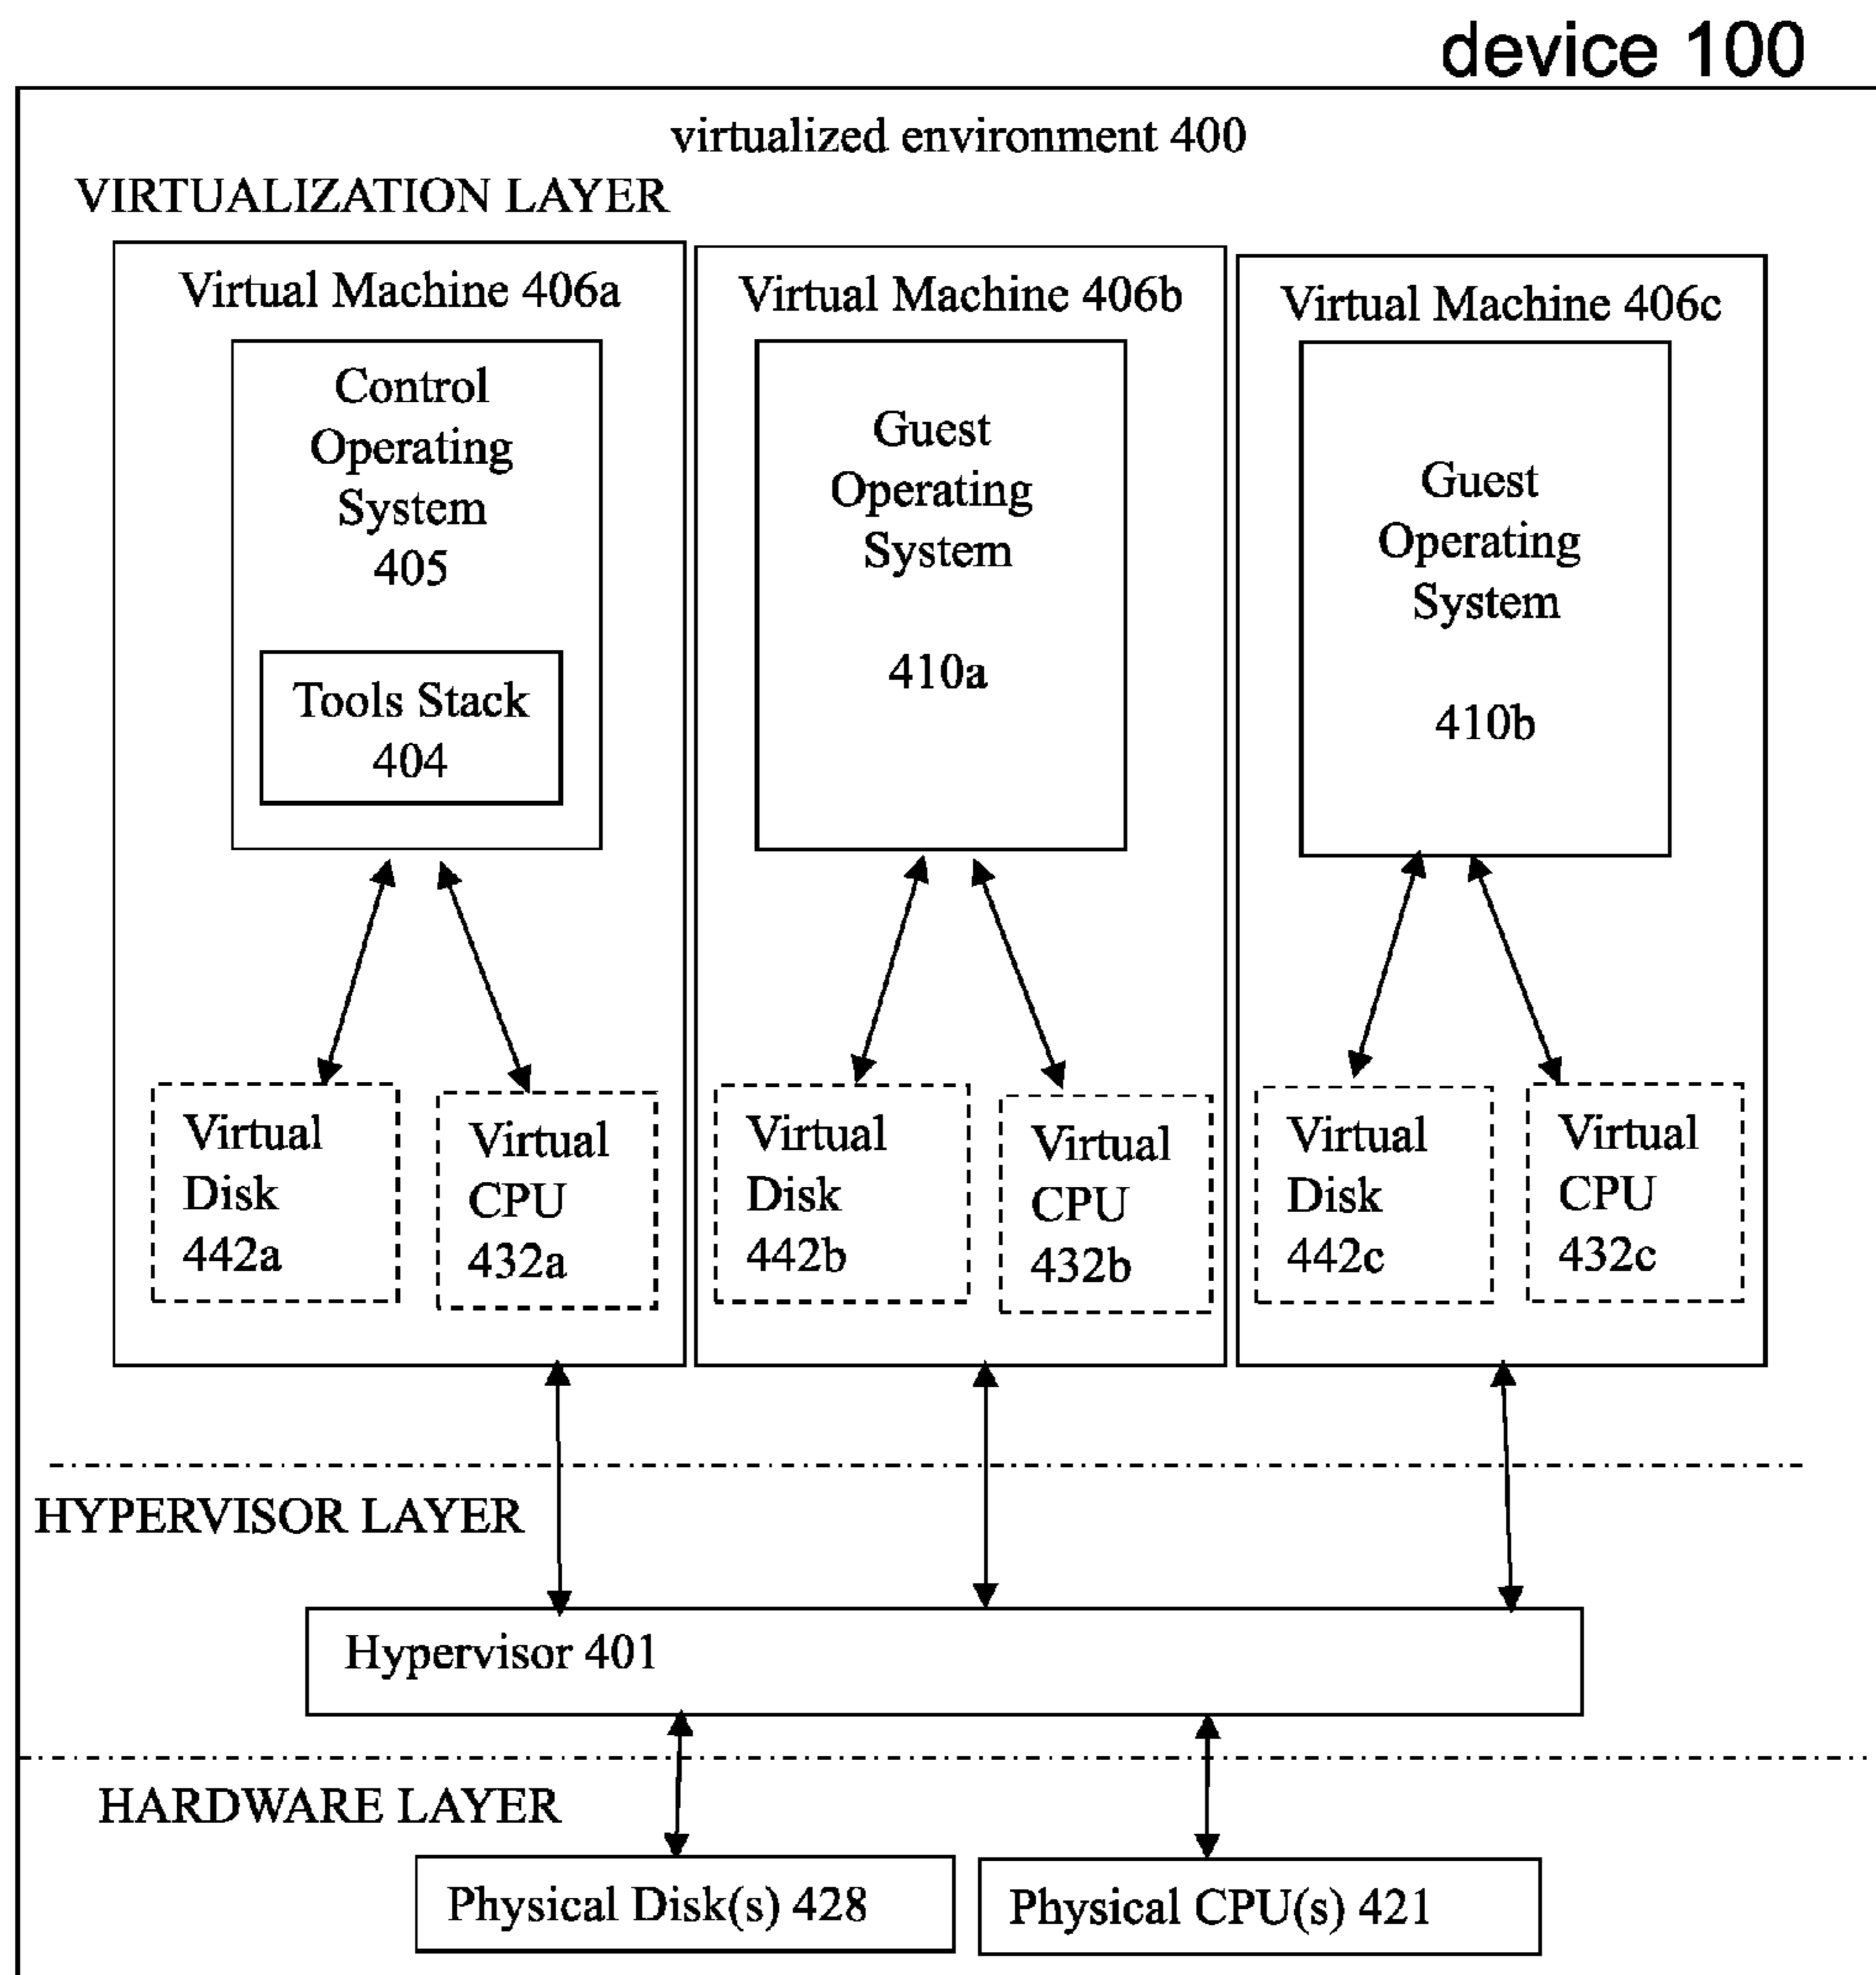 device 100
virtualized environment 400
VIRTUALIZATION LAYER
Virtual Machine 406a
Control
Operating
System
405
Tools Stack
404
Virtual
Disk
442a
Virtual
CPU
432a
Virtual Machine 406b
Guest
Operating
System
410a
Virtual
Disk
442b
Virtual
CPU
432b
Virtual Machine 406c
Guest
Operating
System
410b
Virtual
Disk
442c
Virtual
CPU
432c
HYPERVISOR LAYER
Hypervisor 401
HARDWARE LAYER
Physical Disk(s) 428
Physical CPU(s) 421